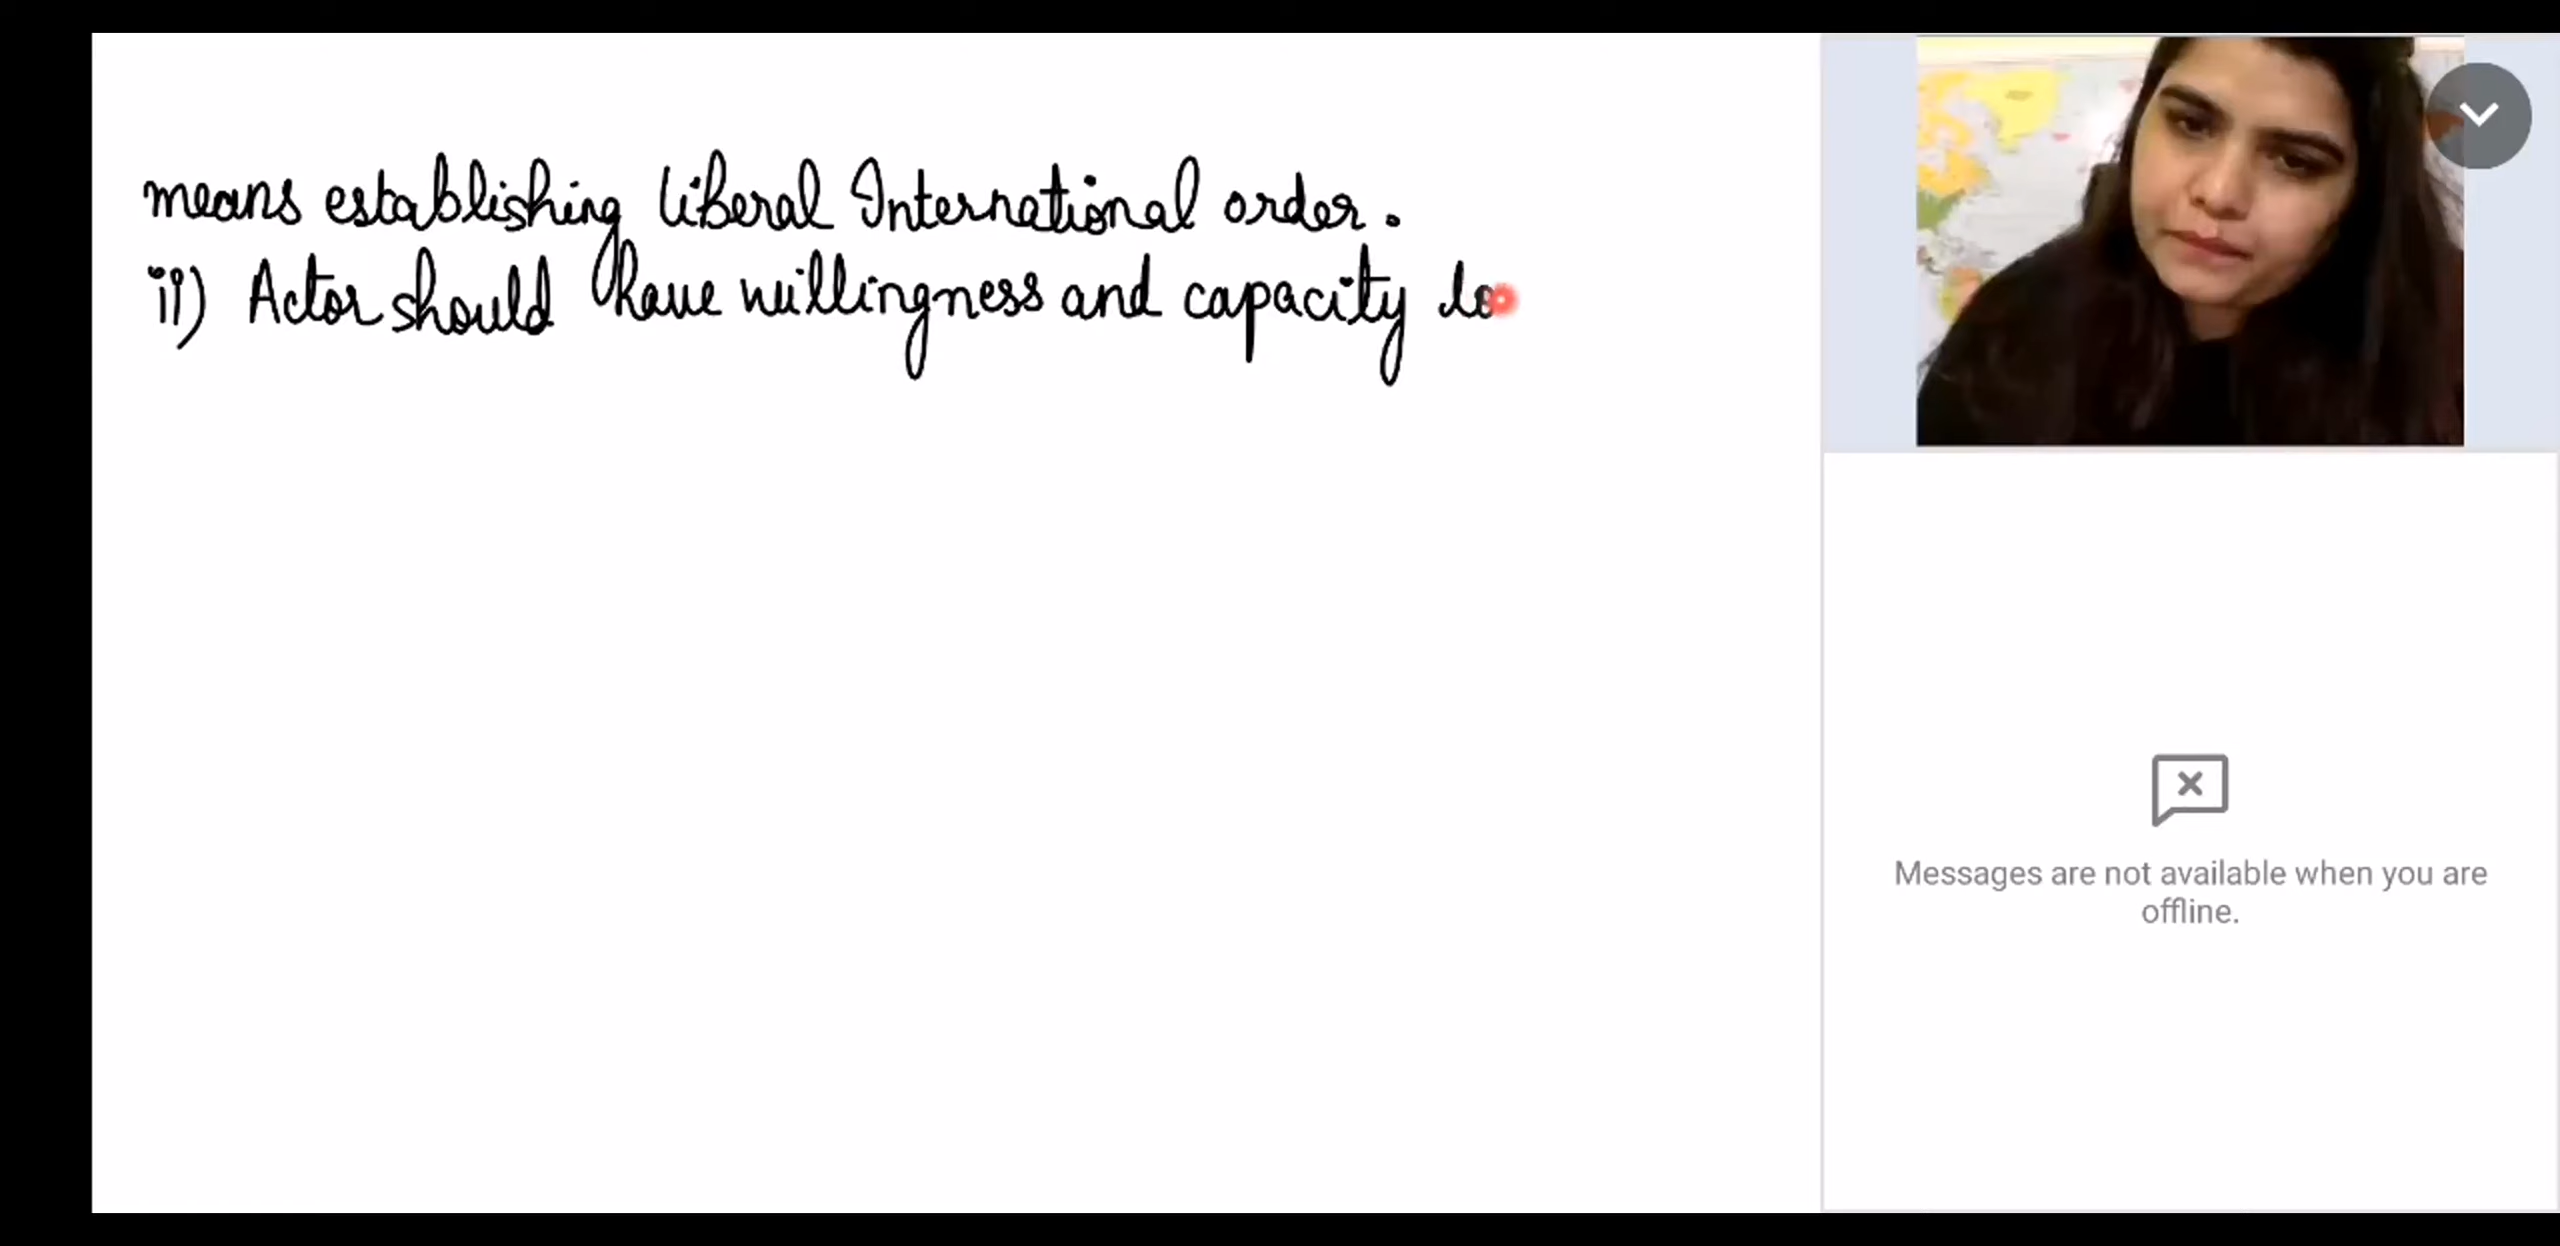 means establishing liberal International order.
ii) Actor should have willingness and capacity to
Messages are not available when you are
offline.